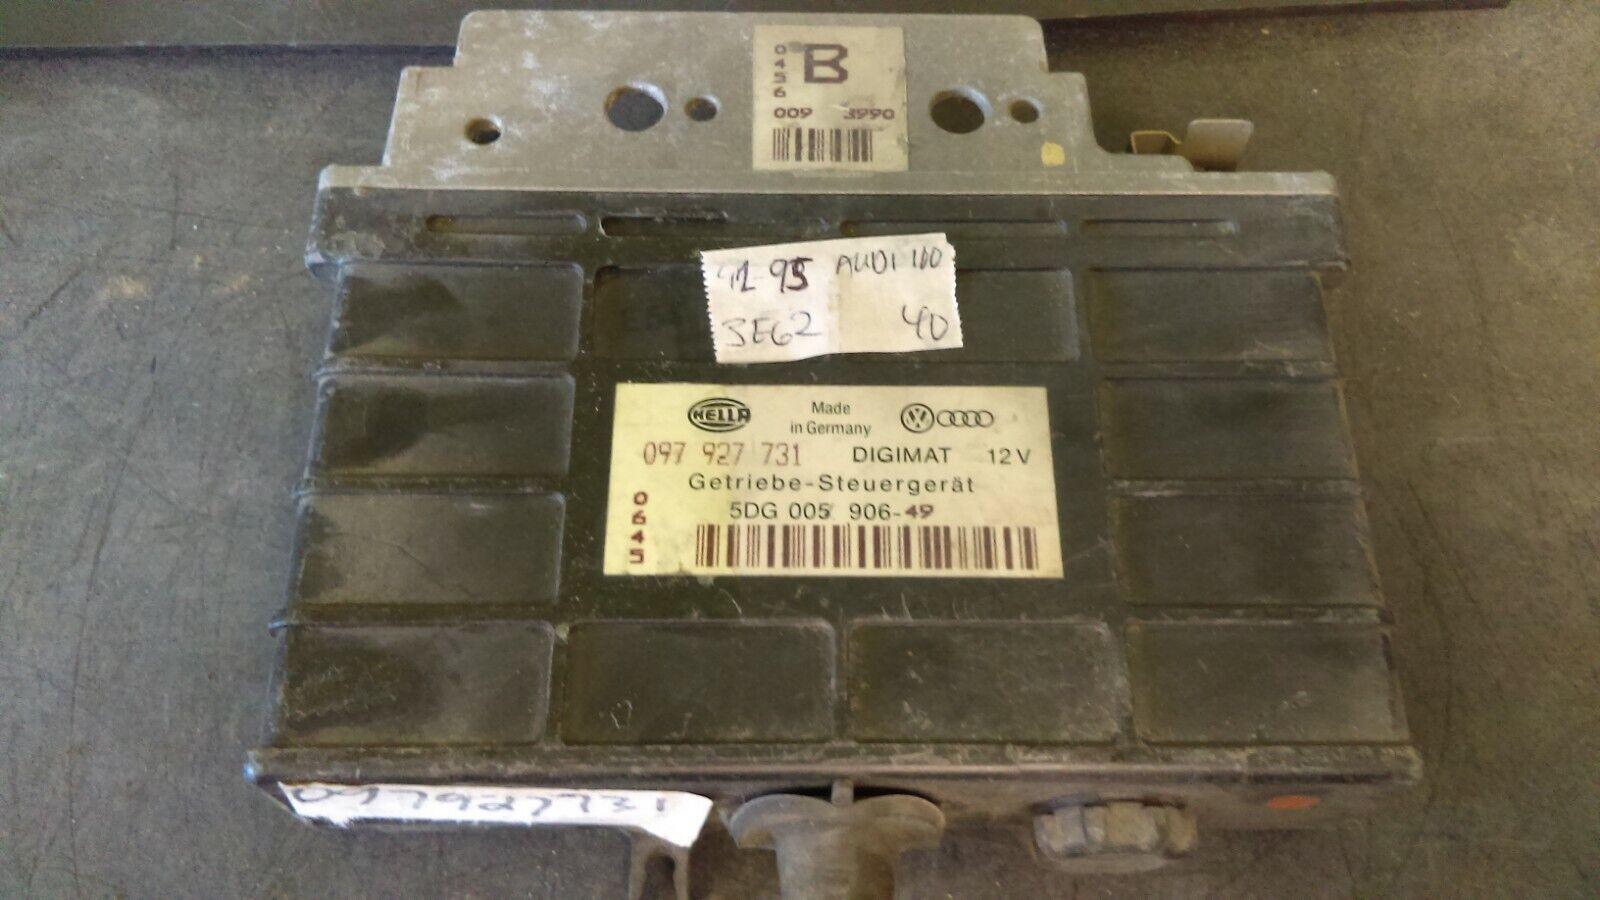 0456
B
009 3990
92-95 AUDI 100
3E62 40
HELLA
Made
in Germany
097 927 731 DIGIMAT 12V
Getriebe-Steuergerät
5DG 005 906-49
0645
097927731